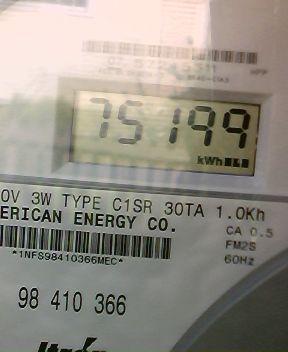 75199
kWh
0V 3W TYPE C1SR 30TA 1.0Kh
ERICAN ENERGY CO.
CA 0.5
FM2S
*1NFS98410366MEC*
60Hz
98 410 366
Itrón